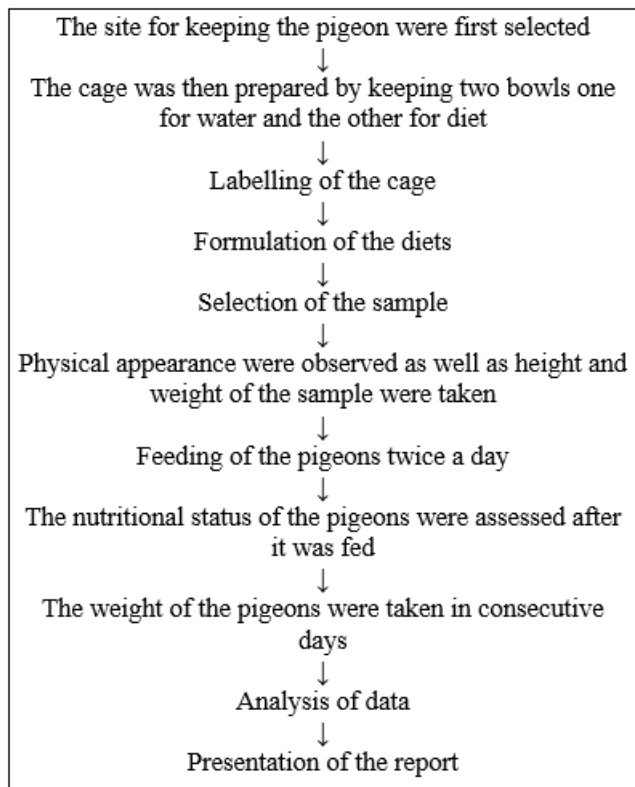 The site for keeping the pigeon were first selected
↓
The cage was then prepared by keeping two bowls one
for water and the other for diet
↓
Labelling of the cage
↓
Formulation of the diets
↓
Selection of the sample
↓
Physical appearance were observed as well as height and
weight of the sample were taken
↓
Feeding of the pigeons twice a day
↓
The nutritional status of the pigeons were assessed after
it was fed
↓
The weight of the pigeons were taken in consecutive
days
↓
Analysis of data
↓
Presentation of the report